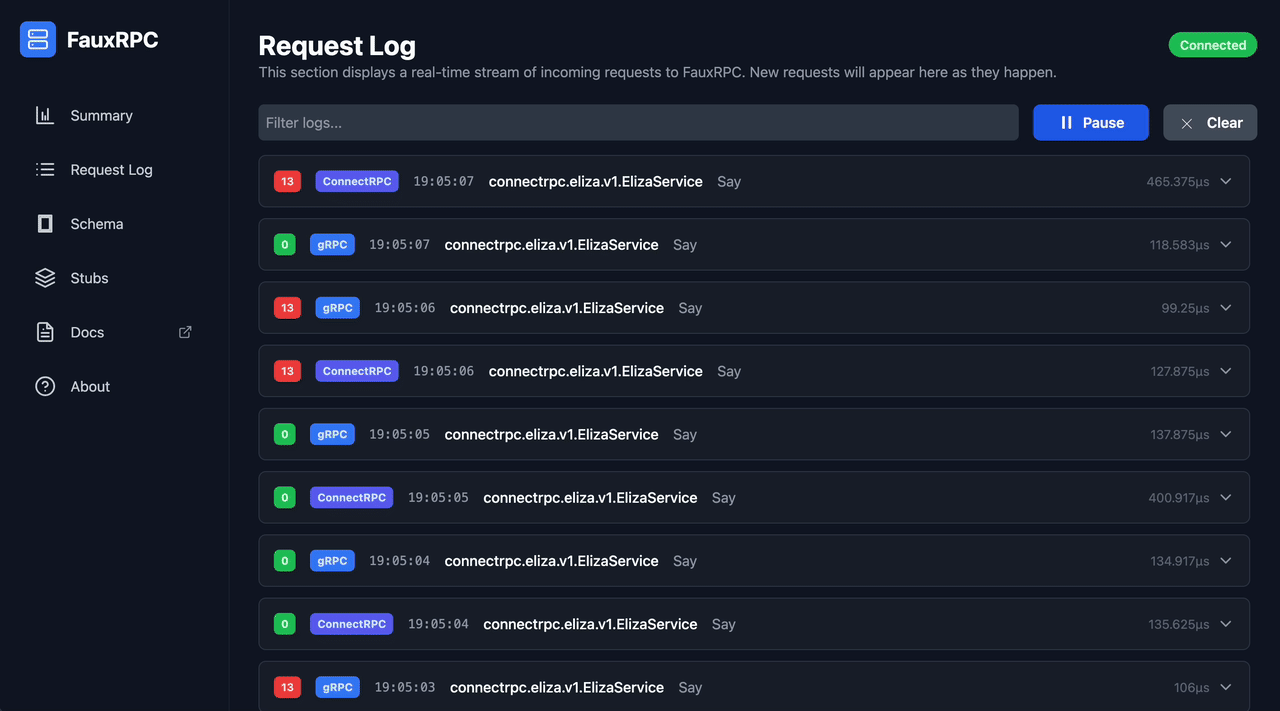 FauxRPC
Summary
Request Log
Schema
Stubs
Docs
About
Request Log
Connected
This section displays a real-time stream of incoming requests to FauxRPC. New requests will appear here as they happen.
Filter logs...
Pause
Clear
13 ConnectRPC 19:05:07 connectrpc.eliza.v1.ElizaService Say 465.375µs
0 gRPC 19:05:07 connectrpc.eliza.v1.ElizaService Say 118.583µs
13 gRPC 19:05:06 connectrpc.eliza.v1.ElizaService Say 99.25µs
13 ConnectRPC 19:05:06 connectrpc.eliza.v1.ElizaService Say 127.875µs
0 gRPC 19:05:05 connectrpc.eliza.v1.ElizaService Say 137.875µs
0 ConnectRPC 19:05:05 connectrpc.eliza.v1.ElizaService Say 400.917µs
0 gRPC 19:05:04 connectrpc.eliza.v1.ElizaService Say 134.917µs
0 ConnectRPC 19:05:04 connectrpc.eliza.v1.ElizaService Say 135.625µs
13 gRPC 19:05:03 connectrpc.eliza.v1.ElizaService Say 106µs